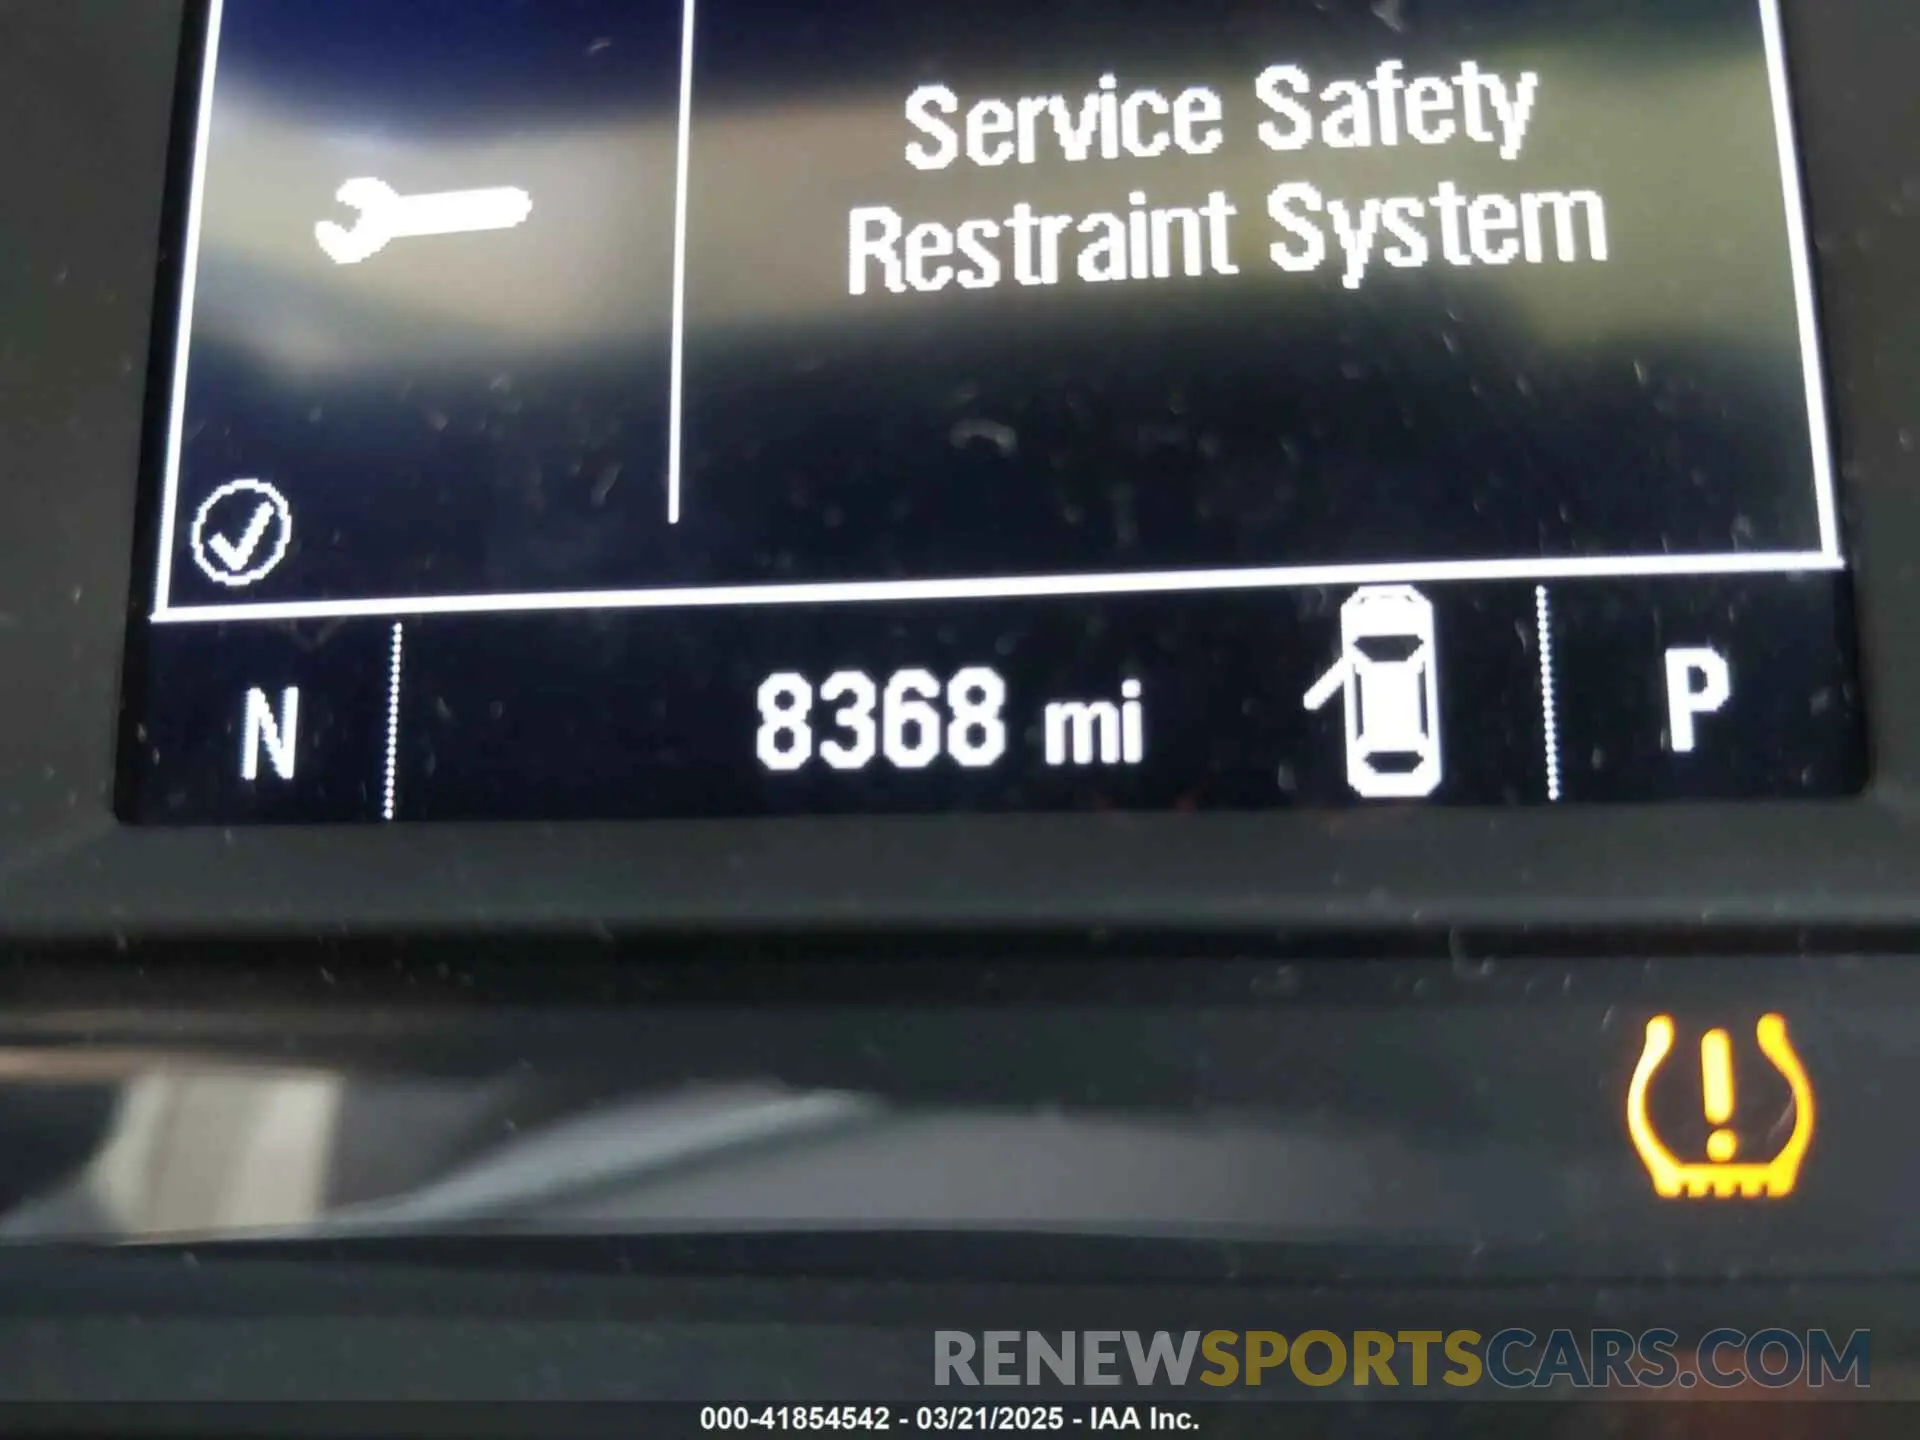 Service Safety
Restraint System
N 8368 mi P
RENEWSPORTSCARS.COM
000-41854542 - 03/21/2025 - IAA Inc.